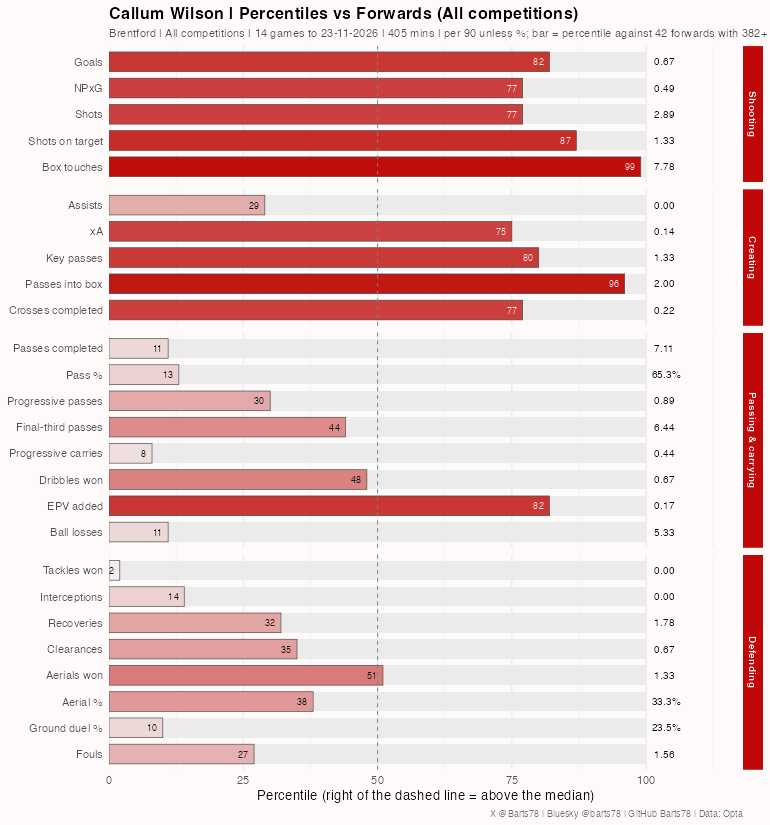 Callum Wilson | Percentiles vs Forwards (All competitions)
Brentford | All competitions | 14 games to 23-11-2026 | 405 mins | per 90 unless %; bar = percentile against 42 forwards with 382+
Shooting
Goals 82 0.67
NPxG 77 0.49
Shots 77 2.89
Shots on target 87 1.33
Box touches 99 7.78
Creating
Assists 29 0.00
xA 75 0.14
Key passes 80 1.33
Passes into box 96 2.00
Crosses completed 77 0.22
Passing & carrying
Passes completed 11 7.11
Pass % 13 65.3%
Progressive passes 30 0.89
Final-third passes 44 6.44
Progressive carries 8 0.44
Dribbles won 48 0.67
EPV added 82 0.17
Ball losses 11 5.33
Defending
Tackles won 2 0.00
Interceptions 14 0.00
Recoveries 32 1.78
Clearances 35 0.67
Aerials won 51 1.33
Aerial % 38 33.3%
Ground duel % 10 23.5%
Fouls 27 1.56
0 25 50 75 100
Percentile (right of the dashed line = above the median)
X @Barts78 | Bluesky @barts78 | GitHub Barts78 | Data: Opta